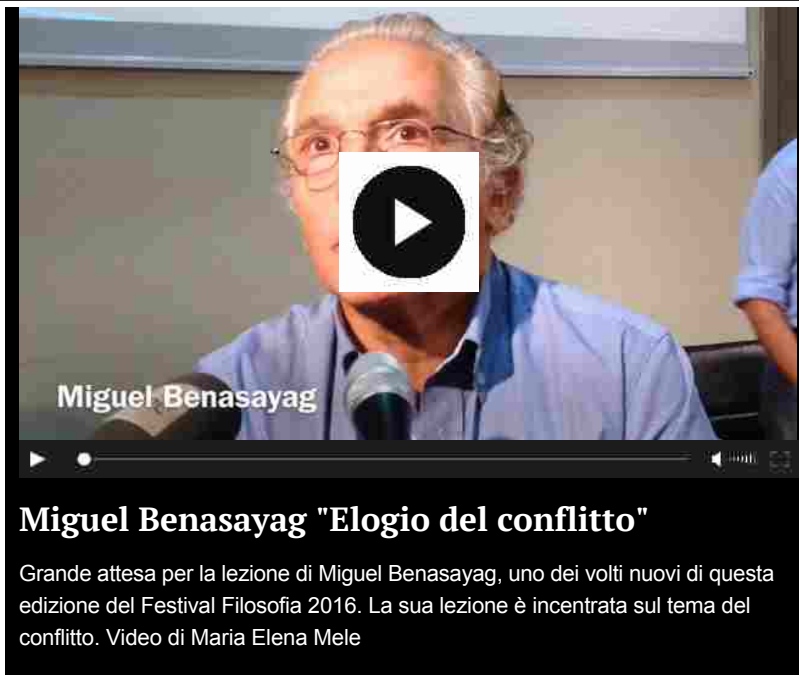 Miguel Benasayag
Miguel Benasayag "Elogio del conflitto"
Grande attesa per la lezione di Miguel Benasayag, uno dei volti nuovi di questa
edizione del Festival Filosofia 2016. La sua lezione è incentrata sul tema del
conflitto. Video di Maria Elena Mele